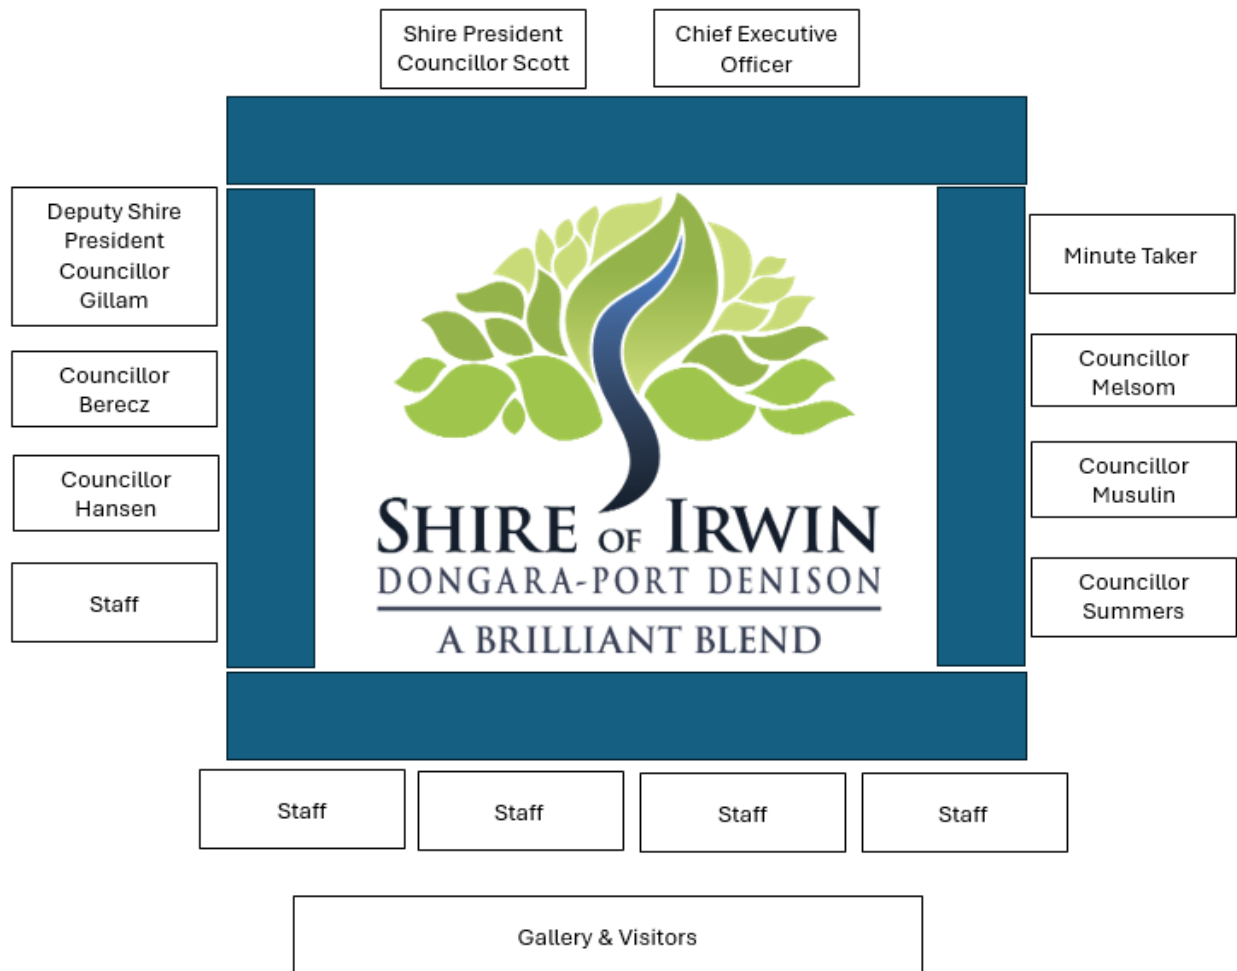 Shire President
Councillor Scott
Chief Executive
Officer
Deputy Shire
President
Councillor
Gillam
Minute Taker
Councillor
Berecz
Councillor
Melsom
Councillor
Hansen
Councillor
Musulin
Staff
Councillor
Summers
SHIRE OF IRWIN
DONGARA-PORT DENISON
A BRILLIANT BLEND
Staff
Staff
Staff
Staff
Gallery & Visitors